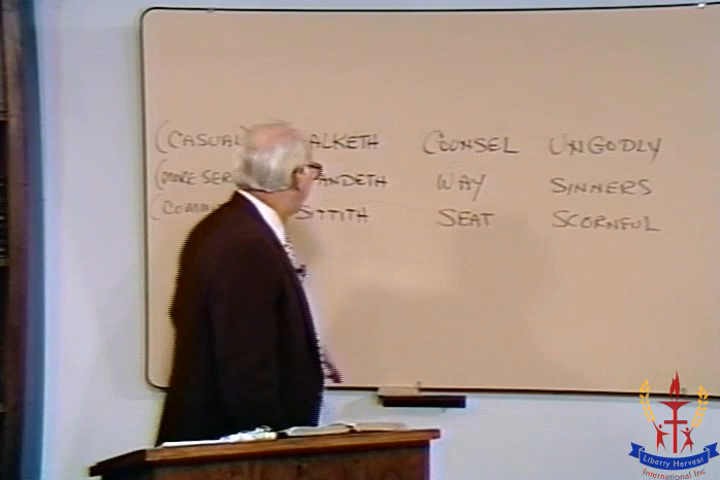 (CASUAL) ALKETH COUNSEL UNGODLY
(MORE SER ANDETH WAY SINNERS
(COMM SITTITH SEAT SCORNFUL
Liberty Harvest
International Inc